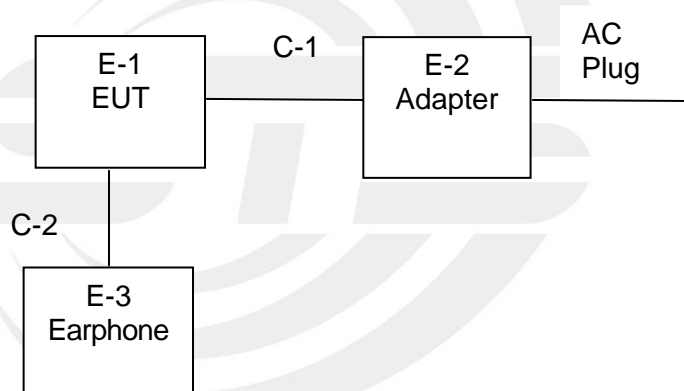 E-1
EUT
C-1
E-2
Adapter
AC
Plug
C-2
E-3
Earphone